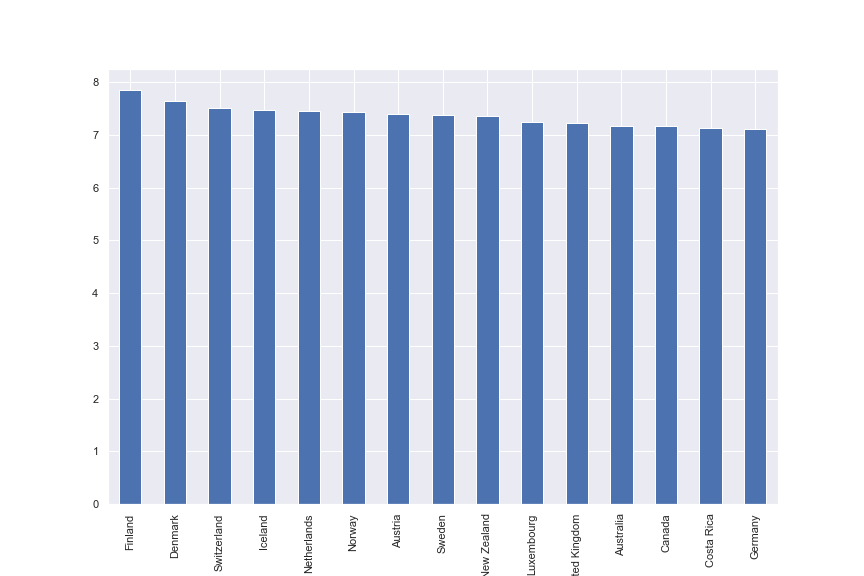 8
7
6
5
4
3
2
1
0
Finland
Denmark
Switzerland
Iceland
Netherlands
Norway
Austria
Sweden
New Zealand
Luxembourg
ted Kingdom
Australia
Canada
Costa Rica
Germany